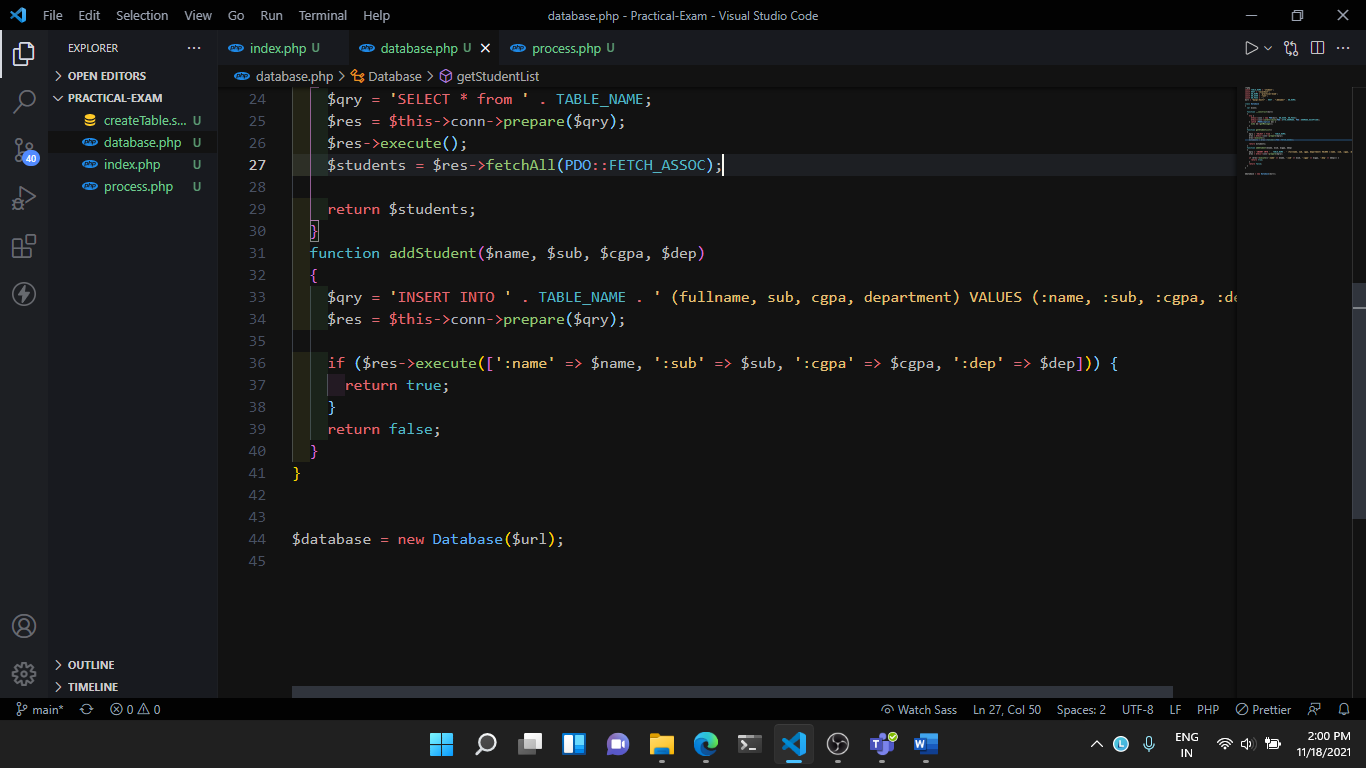 File Edit Selection View Go Run Terminal Help database.php - Practical-Exam - Visual Studio Code
EXPLORER
index.php U database.php U process.php U
OPEN EDITORS
PRACTICAL-EXAM
createTable.s... U
database.php U
index.php U
process.php U
40
database.php > Database > getStudentList
24 $qry = 'SELECT * from ' . TABLE_NAME;
25 $res = $this->conn->prepare($qry);
26 $res->execute();
27 $students = $res->fetchAll(PDO::FETCH_ASSOC);
28
29 return $students;
30 }
31 function addStudent($name, $sub, $cgpa, $dep)
32 {
33 $qry = 'INSERT INTO ' . TABLE_NAME . ' (fullname, sub, cgpa, department) VALUES (:name, :sub, :cgpa, :de
34 $res = $this->conn->prepare($qry);
35
36 if ($res->execute([':name' => $name, ':sub' => $sub, ':cgpa' => $cgpa, ':dep' => $dep])) {
37 return true;
38 }
39 return false;
40 }
41 }
42
43
44 $database = new Database($url);
45
OUTLINE
TIMELINE
main* 0 0 Watch Sass Ln 27, Col 50 Spaces: 2 UTF-8 LF PHP Prettier
ENG
IN
2:00 PM
11/18/2021